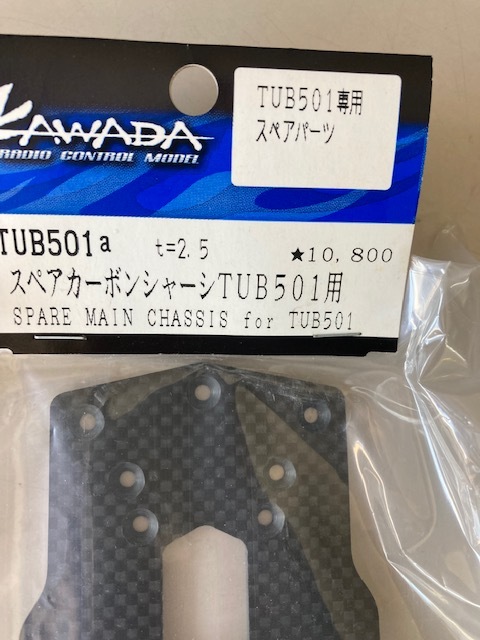 KAWADA
RADIO CONTROL MODEL
TUB501専用
スペアパーツ
TUB501a t=2.5 ★10,800
スペアカーボンシャーシTUB501用
SPARE MAIN CHASSIS for TUB501